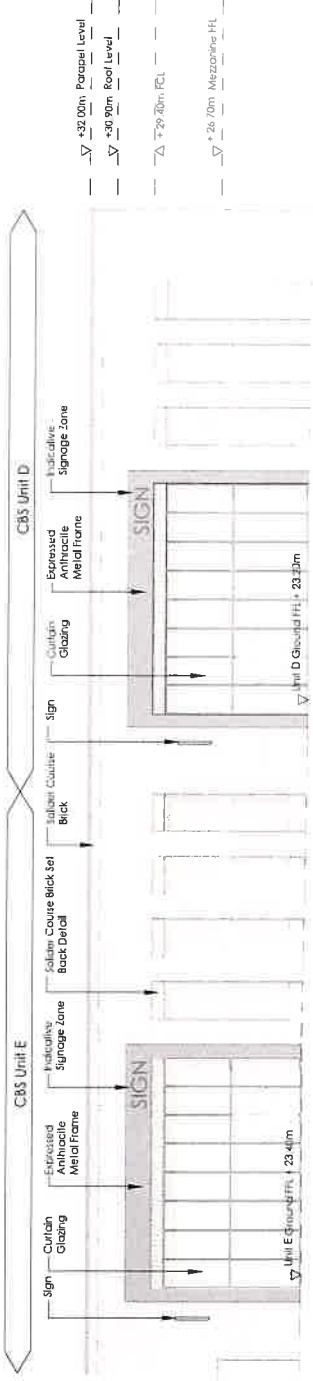 CBS Unit E
CBS Unit D
Sign
Curtain
Glazing
Expressed
Anthracite
Metal Frame
Indicative
Signage Zone
Solider Course Brick Set
Back Detail
Solider Course
Brick
Sign
Curtain
Glazing
Expressed
Anthracite
Metal Frame
Indicative
Signage Zone
+32.00m Parapet Level
+30.90m Roof Level
+ 29.40m FCL
+ 26.70m Mezzanine FFL
SIGN
SIGN
Unit E Ground FFL + 23.40m
Unit D Ground FFL + 23.20m